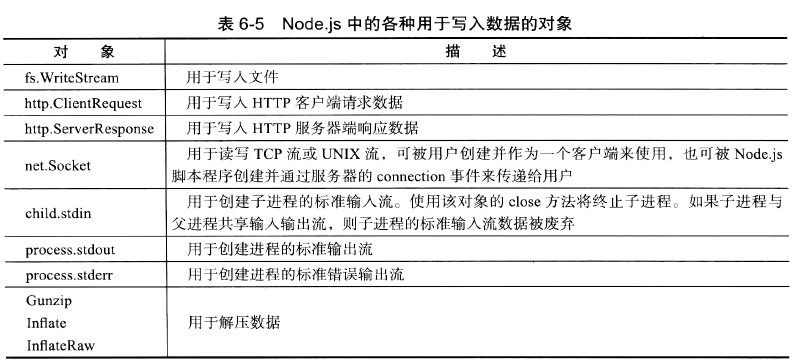 表 6-5 Node.js 中的各种用于写入数据的对象
对 象 描 述
fs.WriteStream 用于写入文件
http.ClientRequest 用于写入 HTTP 客户端请求数据
http.ServerResponse 用于写入 HTTP 服务器端响应数据
net.Socket 用于读写 TCP 流或 UNIX 流，可被用户创建并作为一个客户端来使用，也可被 Node.js
脚本程序创建并通过服务器的 connection 事件来传递给用户
child.stdin 用于创建子进程的标准输入流。使用该对象的 close 方法将终止子进程。如果子进程与
父进程共享输入输出流，则子进程的标准输入流数据被废弃
process.stdout 用于创建进程的标准输出流
process.stderr 用于创建进程的标准错误输出流
Gunzip
Inflate 用于解压数据
InflateRaw